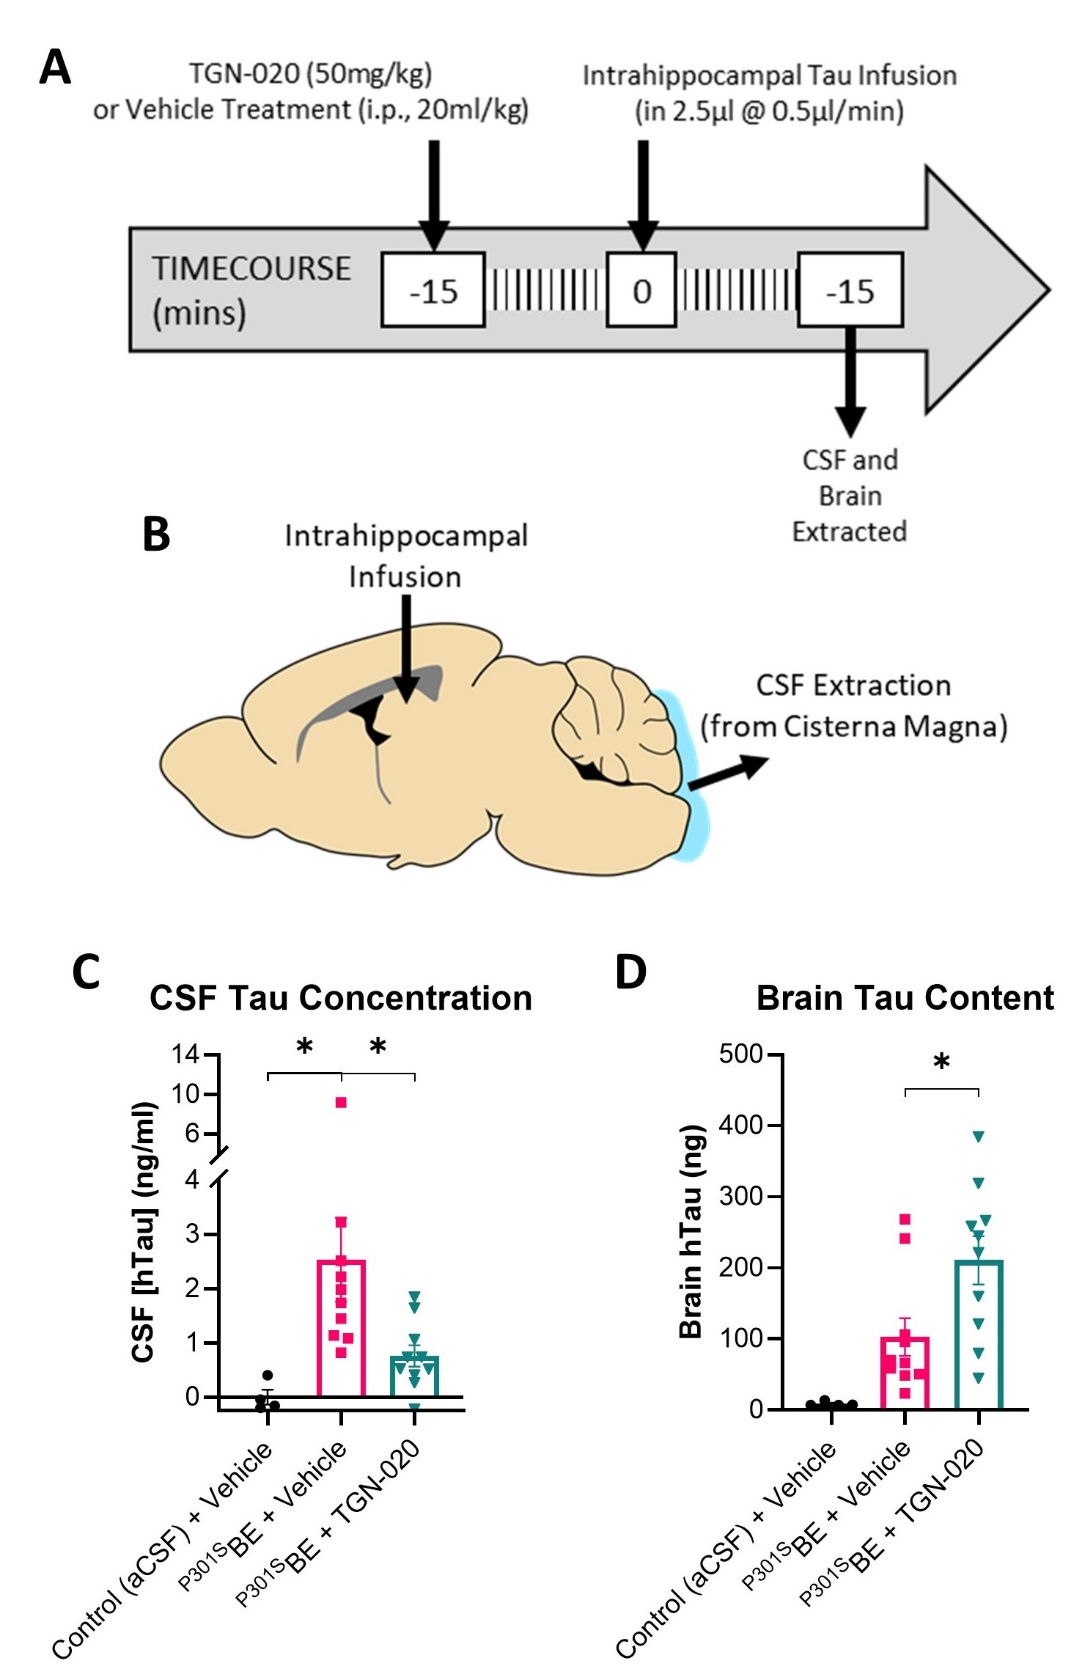 A
TGN-020 (50mg/kg)
or Vehicle Treatment (i.p., 20ml/kg)
Intrahippocampal Tau Infusion
(in 2.5µl @ 0.5µl/min)
TIMECOURSE
(mins)
-15
0
-15
CSF and
Brain
Extracted
B
Intrahippocampal
Infusion
CSF Extraction
(from Cisterna Magna)
C
CSF Tau Concentration
* *
CSF [hTau] (ng/ml)
14
10
6
4
3
2
1
0
Control (aCSF) + Vehicle
P301SBE + Vehicle
P301SBE + TGN-020
D
Brain Tau Content
*
Brain hTau (ng)
500
400
300
200
100
0
Control (aCSF) + Vehicle
P301SBE + Vehicle
P301SBE + TGN-020